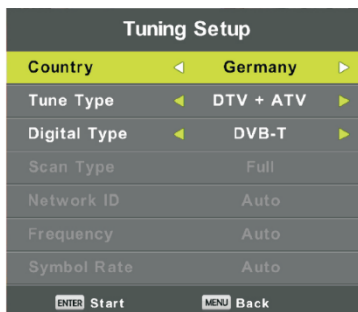 Tuning Setup
Country Germany
Tune Type DTV + ATV
Digital Type DVB-T
Scan Type Full
Network ID Auto
Frequency Auto
Symbol Rate Auto
ENTER Start MENU Back